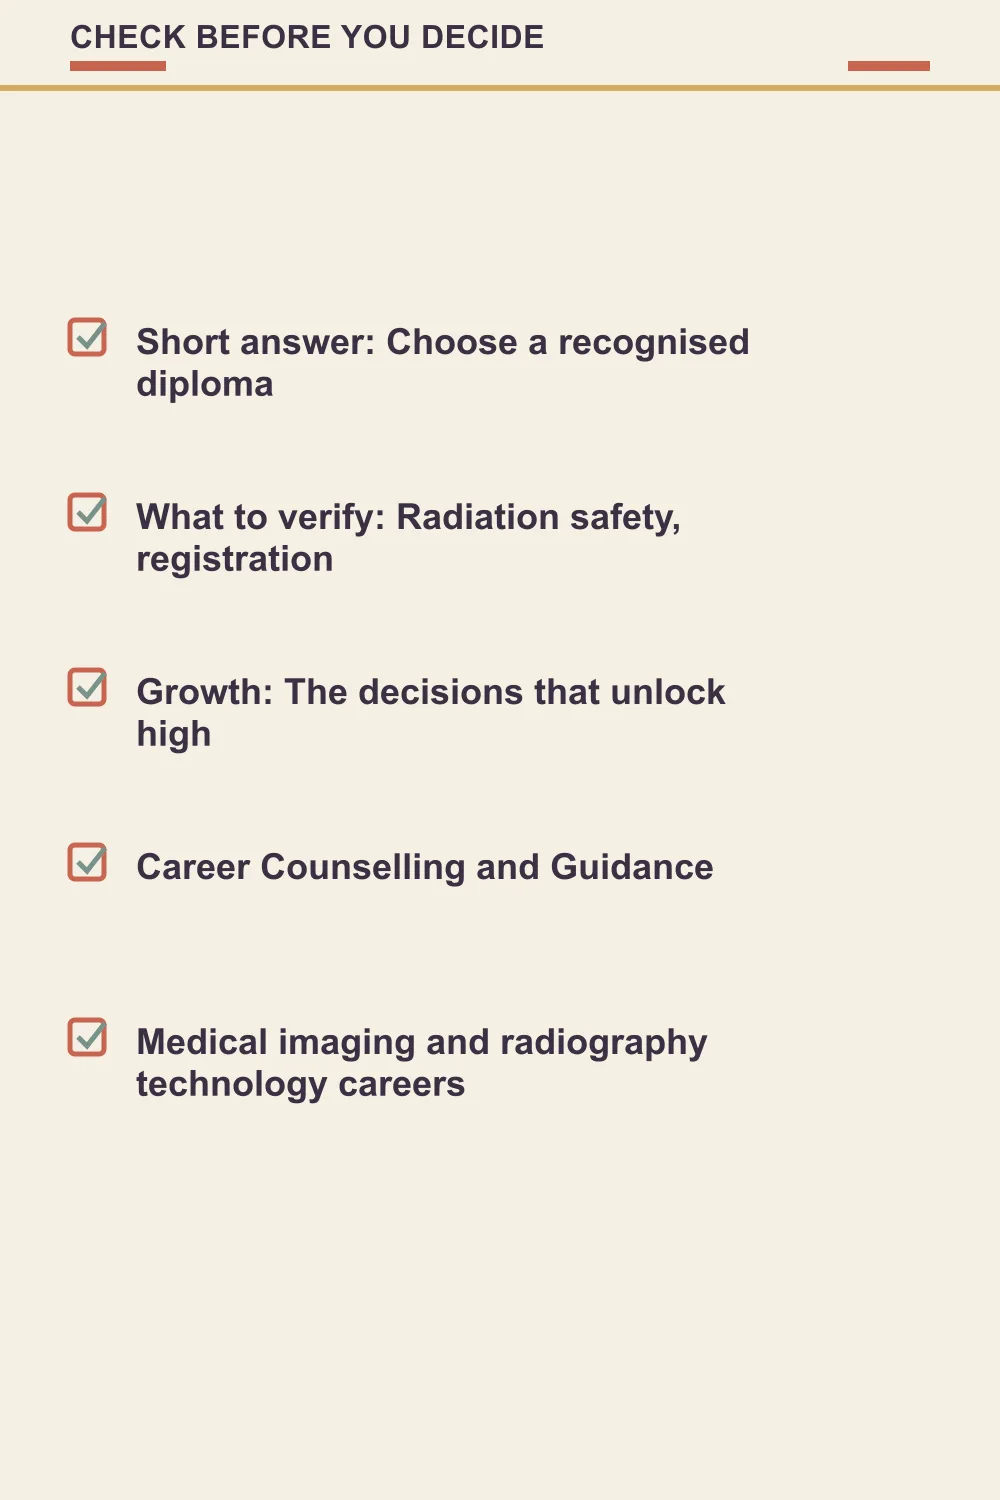 CHECK BEFORE YOU DECIDE
Short answer: Choose a recognised
diploma
What to verify: Radiation safety,
registration
Growth: The decisions that unlock
high
Career Counselling and Guidance
Medical imaging and radiography
technology careers